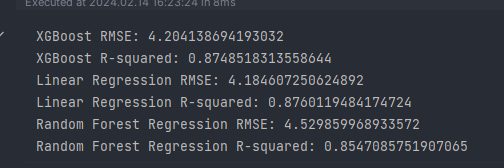 Executed at 2024.02.14 16:23:24 in 8ms
XGBoost RMSE: 4.204138694193032
XGBoost R-squared: 0.8748518313558644
Linear Regression RMSE: 4.184607250624892
Linear Regression R-squared: 0.8760119484174724
Random Forest Regression RMSE: 4.529859968933572
Random Forest Regression R-squared: 0.8547085751907065